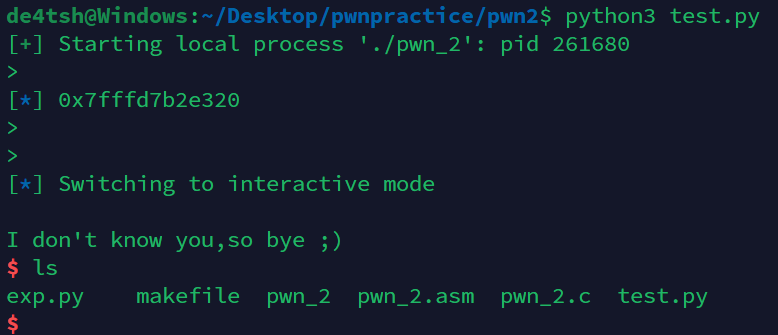 de4tsh@Windows:~/Desktop/pwnpractice/pwn2$ python3 test.py
[+] Starting local process './pwn_2': pid 261680
>
[*] 0x7fffd7b2e320
>
>
[*] Switching to interactive mode
I don't know you,so bye ;)
$ ls
exp.py makefile pwn_2 pwn_2.asm pwn_2.c test.py
$